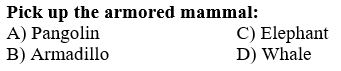 Pick up the armored mammal:
A) Pangolin C) Elephant
B) Armadillo D) Whale